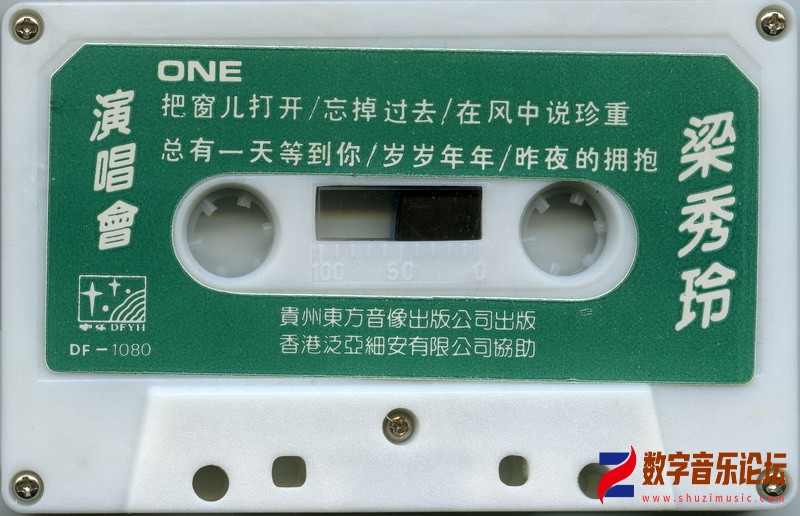 ONE
把窗儿打开/忘掉过去/在风中说珍重
总有一天等到你/岁岁年年/昨夜的拥抱
演唱會
梁秀玲
100 50 0
DFYX
DF-1080
貴州東方音像出版公司出版
香港泛亞細安有限公司協助
数字音乐论坛
www.shuzimusic.com